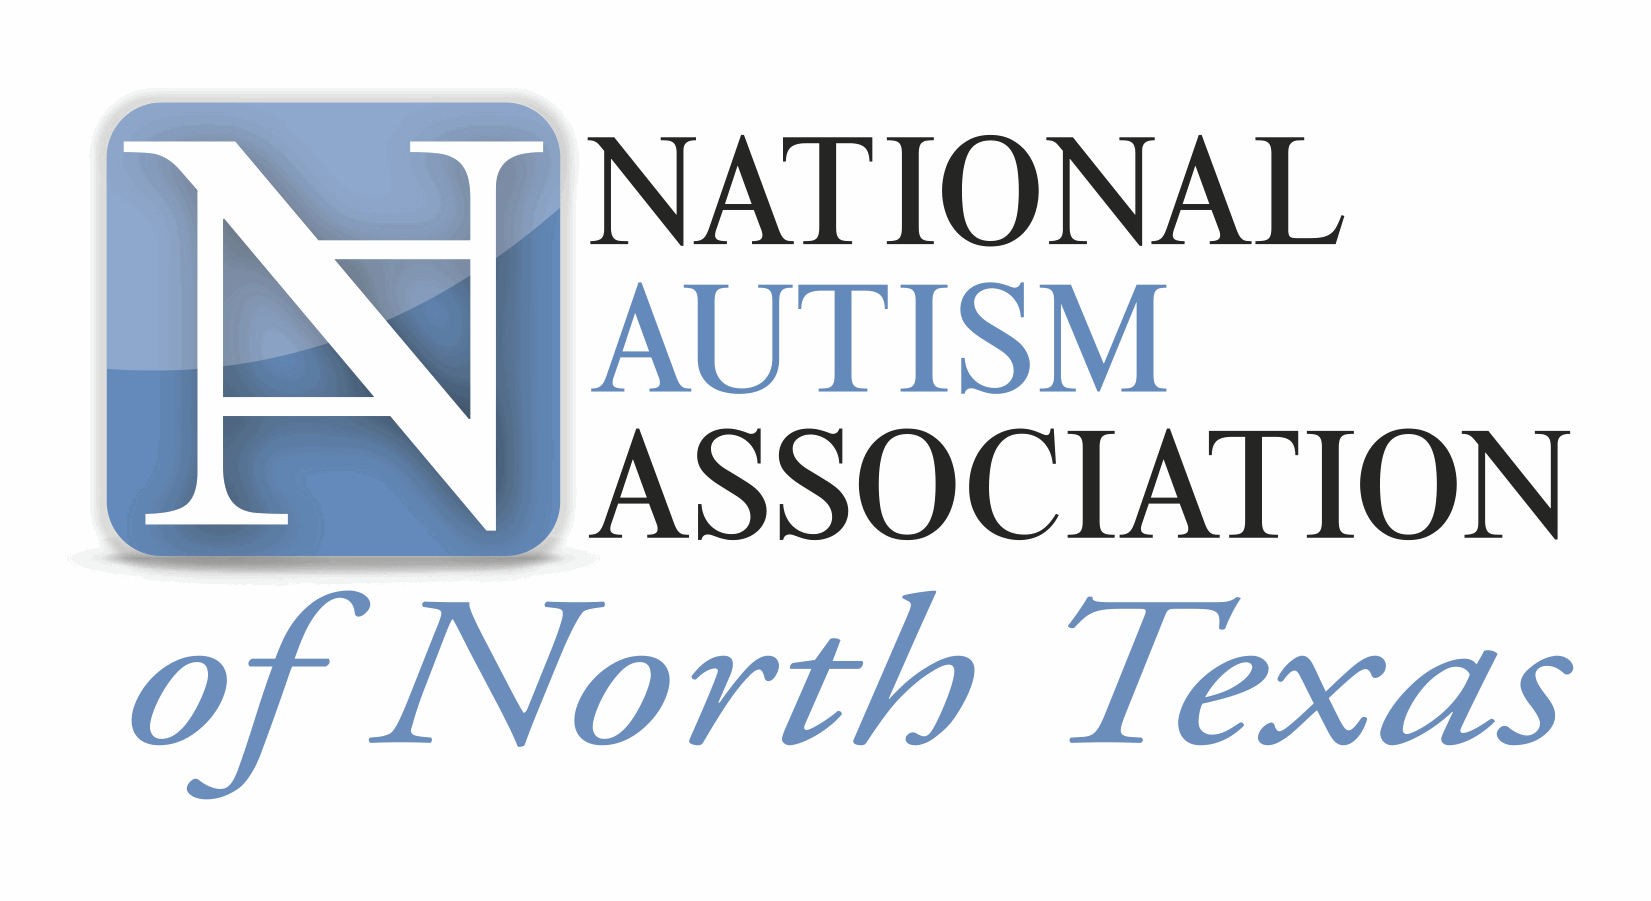 NATIONAL
AUTISM
ASSOCIATION
of North Texas